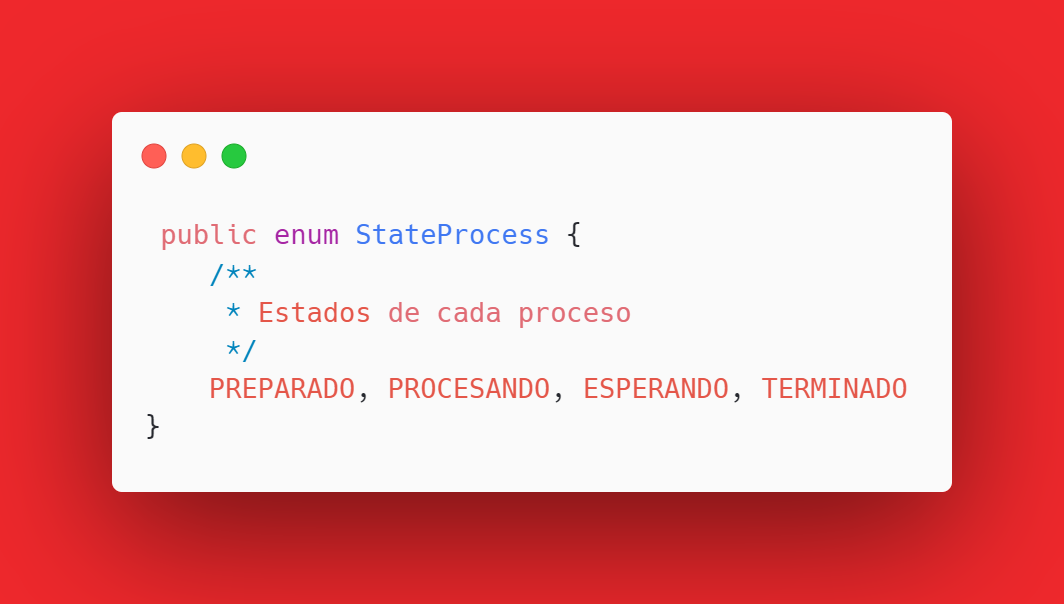 public enum StateProcess {
/**
* Estados de cada proceso
*/
PREPARADO, PROCESANDO, ESPERANDO, TERMINADO
}